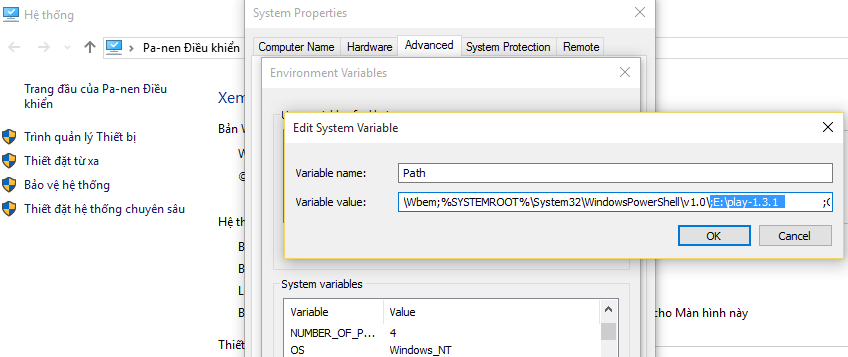 Hệ thống
Pa-nen Điều khiển
Trang đầu của Pa-nen Điều
khiển
Trình quản lý Thiết bị
Thiết đặt từ xa
Bảo vệ hệ thống
Thiết đặt hệ thống chuyên sâu
Xem
Bản W
W
©
Hệ th
B
B
L
B
Thiết
cho Màn hình này
System Properties
Computer Name
Hardware
Advanced
System Protection
Remote
Environment Variables
Edit System Variable
Variable name:
Path
Variable value:
\Wbem;%SYSTEMROOT%\System32\WindowsPowerShell\v1.0\;E:\play-1.3.1 ;C
OK
Cancel
System variables
Variable
Value
NUMBER_OF_P...
4
OS
Windows_NT